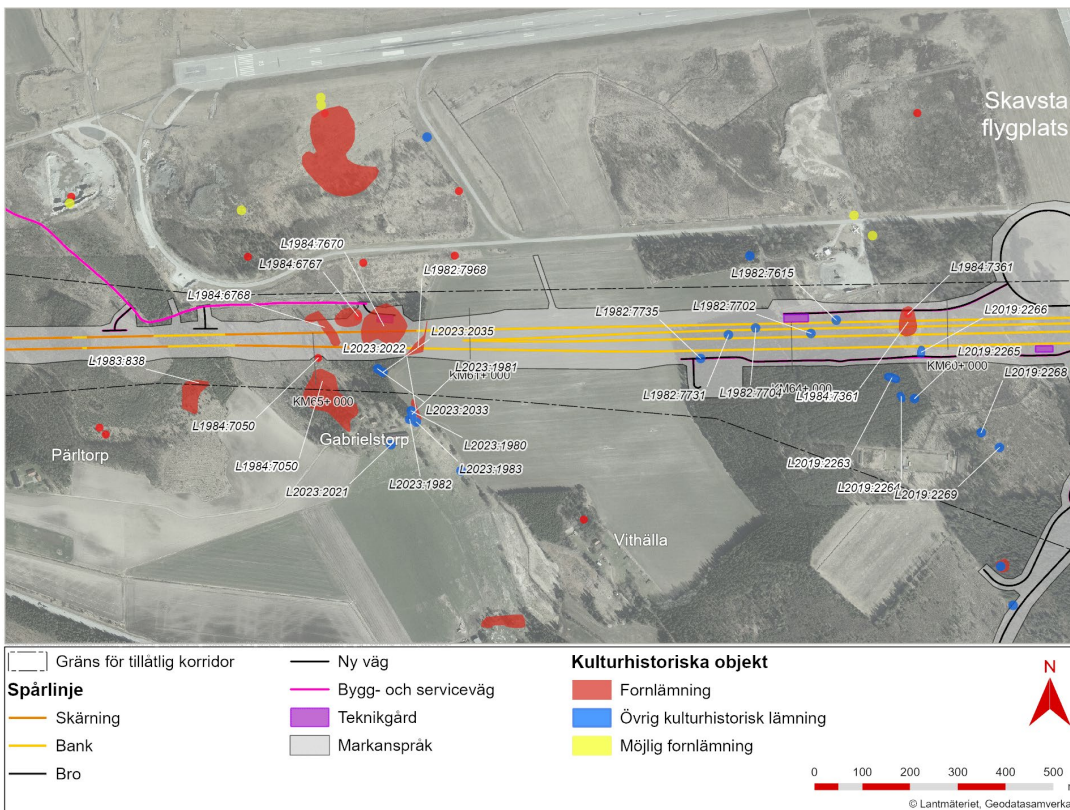 Skavsta
flygplats
L1984:7670
L1984:6767
L1982:7968
L1984:6768
L1982:7615
L1984:7361
L1982:7702
L2019:2266
L1982:7735
L2023:2035
L2023:2022
L2019:2265
L1983:838
L2023:1981
KM61+000
KM60+000
L2019:2268
KM64+000
L1982:7731
L1982:7704
L1984:7361
KM65+000
L2023:2033
L1984:7050
Gabrielstorp
L2023:1980
Pärltorp
L1984:7050
L2023:1983
L2019:2263
L2023:2021
L2023:1982
L2019:2264
L2019:2269
Vithälla
Gräns för tillåtlig korridor
Spårlinje
Skärning
Bank
Bro
Ny väg
Bygg- och serviceväg
Teknikgård
Markanspråk
Kulturhistoriska objekt
Fornlämning
Övrig kulturhistorisk lämning
Möjlig fornlämning
N
0 100 200 300 400 500
© Lantmäteriet, Geodatasamverka